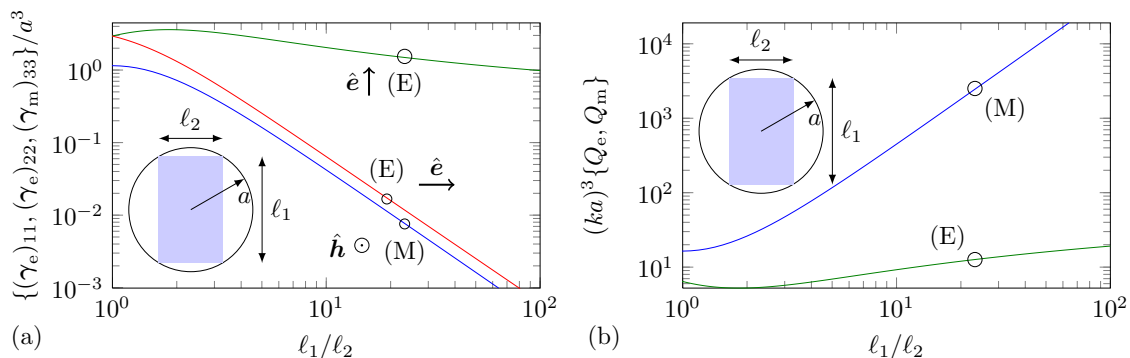 {(γₑ)₁₁, (γₑ)₂₂, (γₘ)₃₃}/a³
10⁰
10⁻¹
10⁻²
10⁻³
ê (E)
ℓ₂
a
ℓ₁
(E)
ê
ĥ
(M)
10⁰ 10¹ 10²
(a)
ℓ₁/ℓ₂
(ka)³{Qₑ, Qₘ}
10⁴
10³
10²
10¹
ℓ₂
a
ℓ₁
(M)
(E)
10⁰ 10¹ 10²
(b)
ℓ₁/ℓ₂